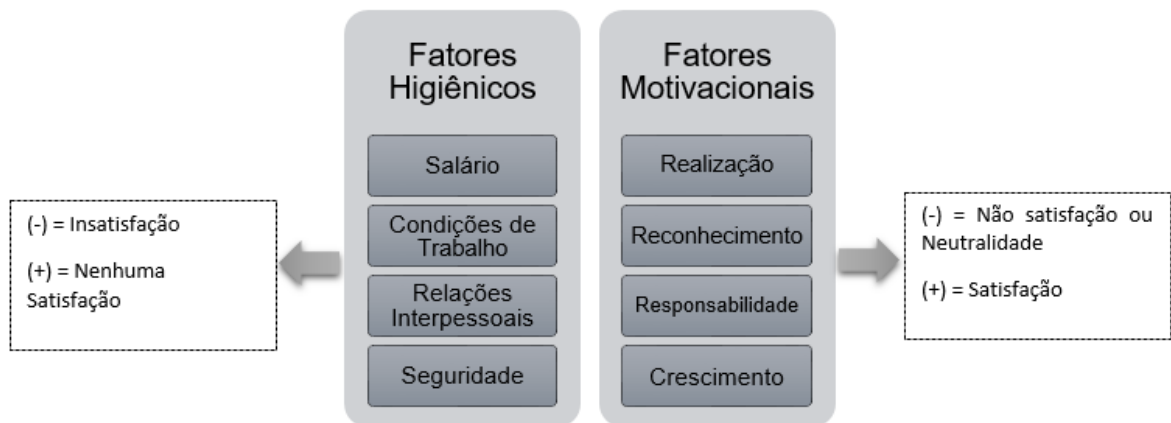 Fatores
Higiênicos
Salário
Condições de
Trabalho
Relações
Interpessoais
Seguridade
(-) = Insatisfação
(+) = Nenhuma
Satisfação
Fatores
Motivacionais
Realização
Reconhecimento
Responsabilidade
Crescimento
(-) = Não satisfação ou
Neutralidade
(+) = Satisfação